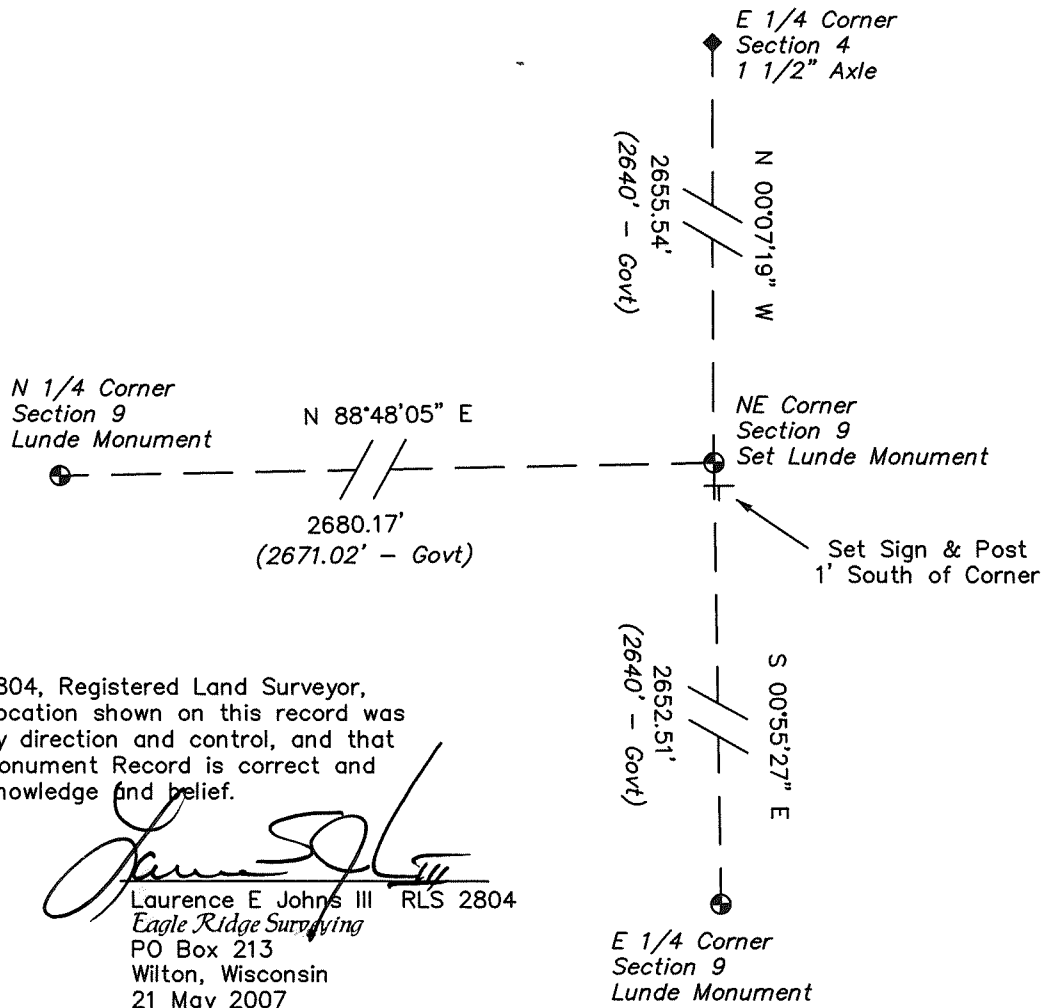 E 1/4 Corner
Section 4
1 1/2" Axle
N 00°07'19" W
2655.54'
(2640' – Govt)
N 1/4 Corner
Section 9
Lunde Monument
N 88°48'05" E
2680.17'
(2671.02' – Govt)
NE Corner
Section 9
Set Lunde Monument
Set Sign & Post
1' South of Corner
S 00°55'27" E
2652.51'
(2640' – Govt)
804, Registered Land Surveyor,
ocation shown on this record was
y direction and control, and that
onument Record is correct and
nowledge and belief.
Laurence E Johns III RLS 2804
Eagle Ridge Surveying
PO Box 213
Wilton, Wisconsin
21 May 2007
E 1/4 Corner
Section 9
Lunde Monument